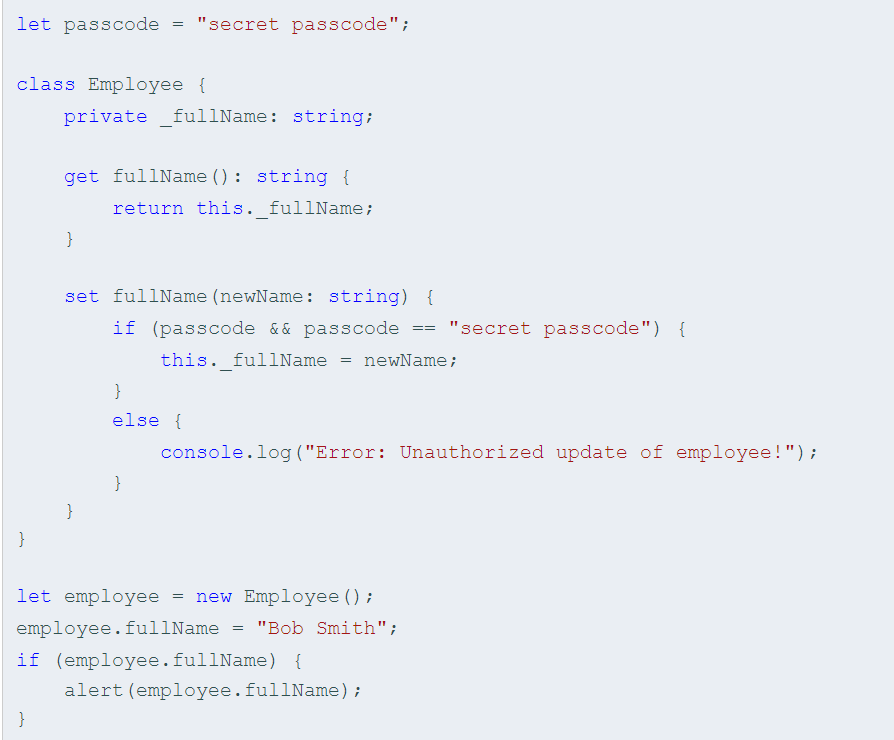 let passcode = "secret passcode";

class Employee {
    private _fullName: string;

    get fullName(): string {
        return this._fullName;
    }

    set fullName(newName: string) {
        if (passcode && passcode == "secret passcode") {
            this._fullName = newName;
        }
        else {
            console.log("Error: Unauthorized update of employee!");
        }
    }
}

let employee = new Employee();
employee.fullName = "Bob Smith";
if (employee.fullName) {
    alert(employee.fullName);
}